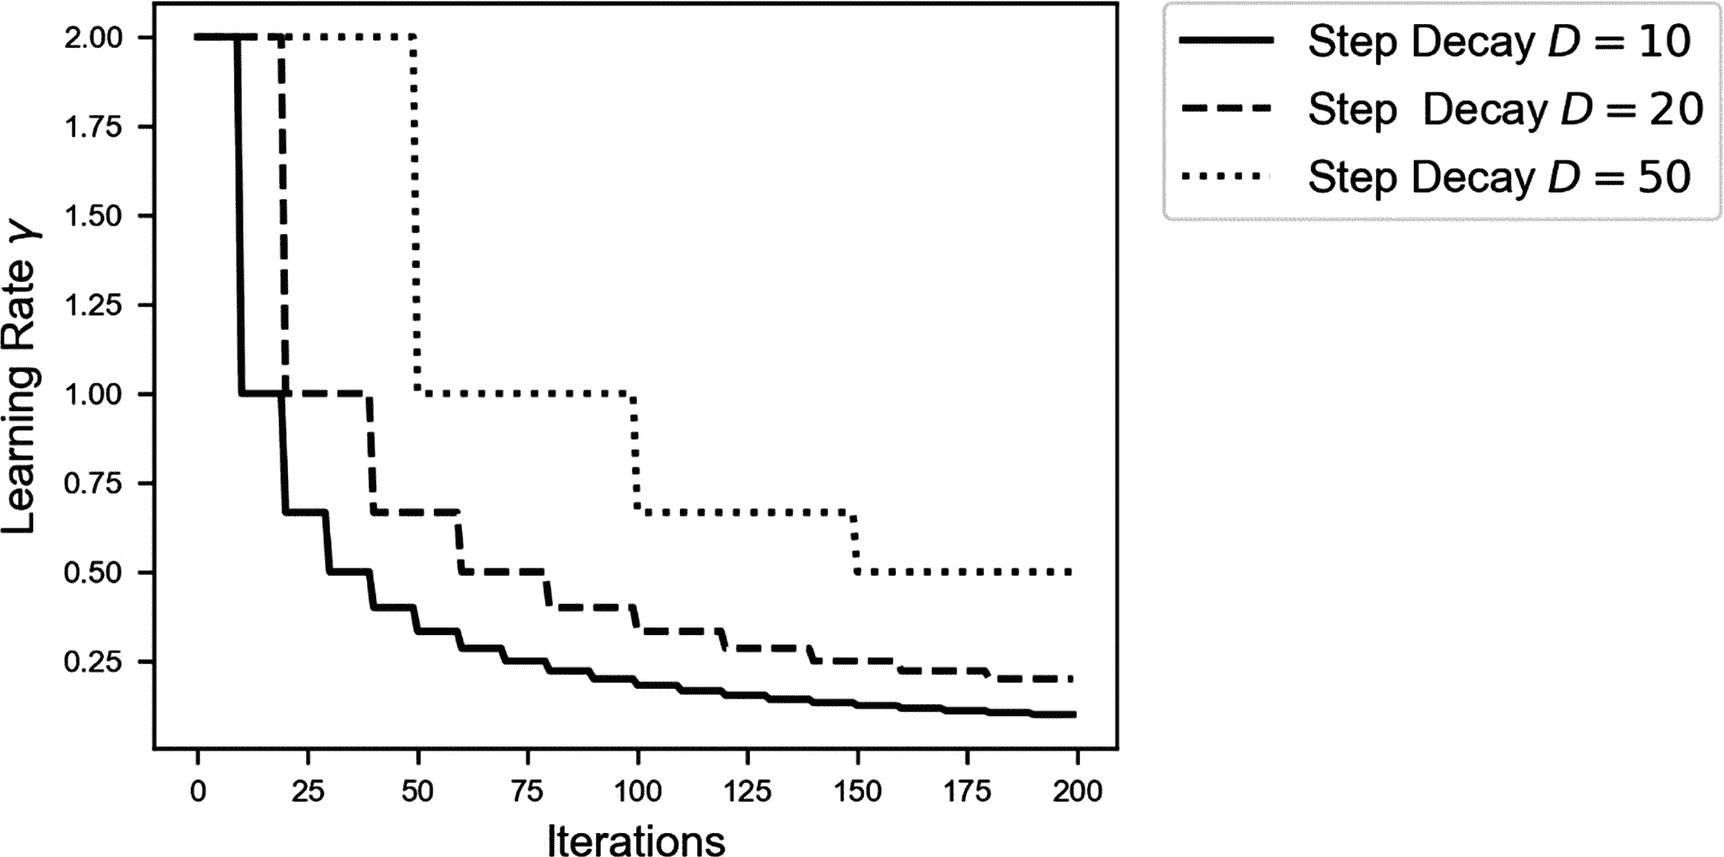 Step Decay D = 10
Step Decay D = 20
Step Decay D = 50
Learning Rate γ
2.00
1.75
1.50
1.25
1.00
0.75
0.50
0.25
0 25 50 75 100 125 150 175 200
Iterations